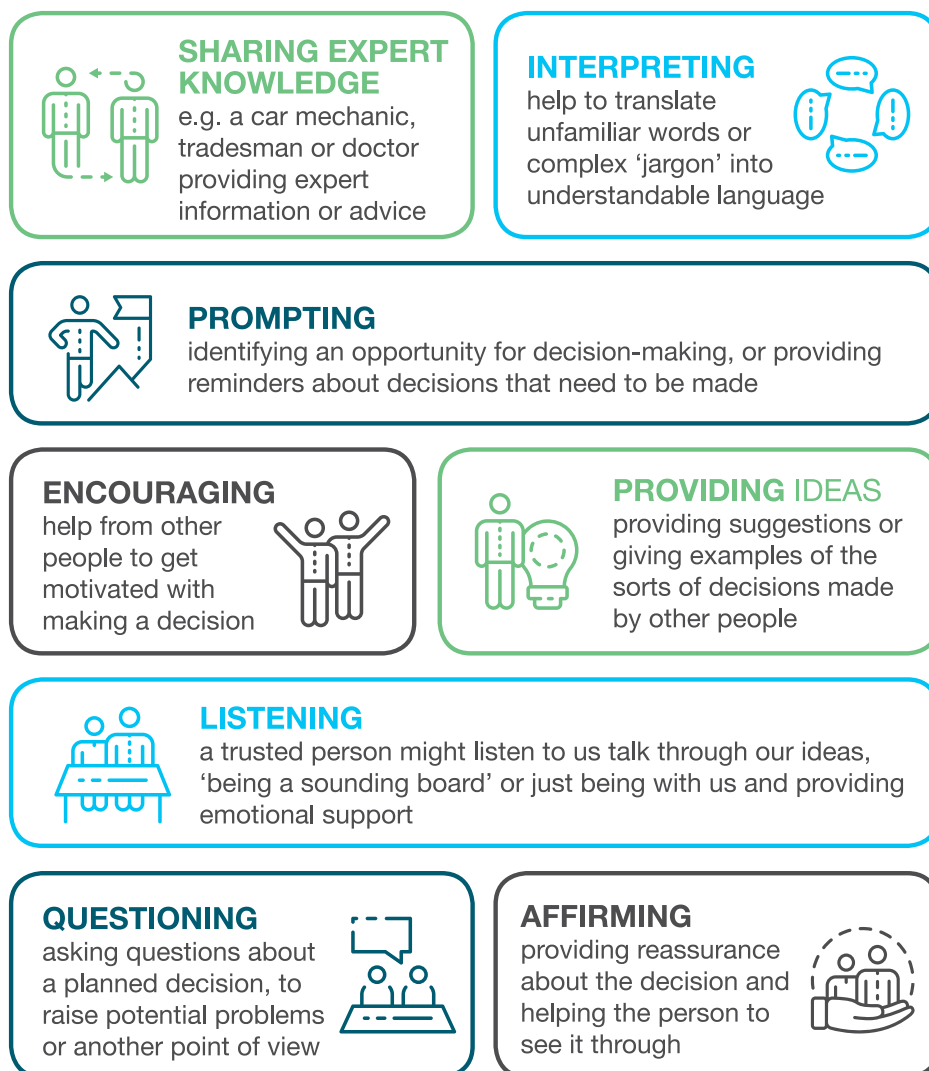 SHARING EXPERT
KNOWLEDGE
e.g. a car mechanic,
tradesman or doctor
providing expert
information or advice
INTERPRETING
help to translate
unfamiliar words or
complex ‘jargon’ into
understandable language
PROMPTING
identifying an opportunity for decision-making, or providing
reminders about decisions that need to be made
ENCOURAGING
help from other
people to get
motivated with
making a decision
PROVIDING IDEAS
providing suggestions or
giving examples of the
sorts of decisions made
by other people
LISTENING
a trusted person might listen to us talk through our ideas,
‘being a sounding board’ or just being with us and providing
emotional support
QUESTIONING
asking questions about
a planned decision, to
raise potential problems
or another point of view
AFFIRMING
providing reassurance
about the decision and
helping the person to
see it through